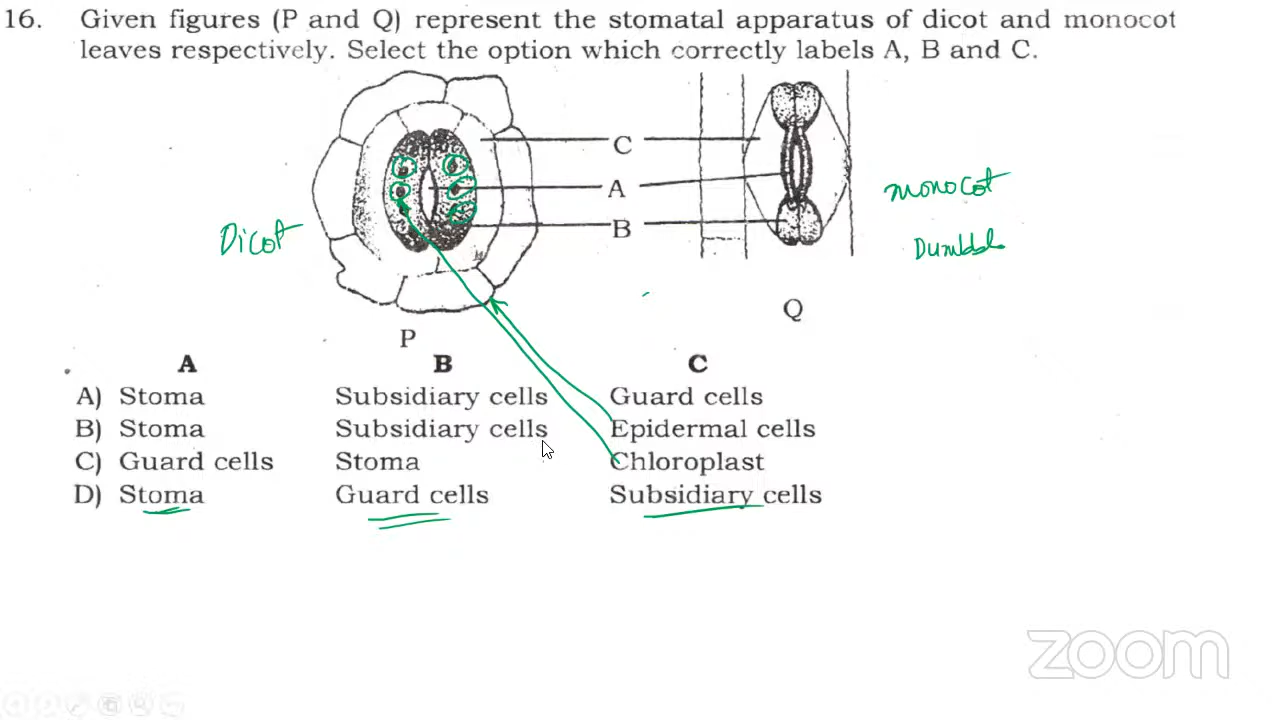 16. Given figures (P and Q) represent the stomatal apparatus of dicot and monocot
leaves respectively. Select the option which correctly labels A, B and C.
C
A
B
Dicot
monocot
P
Q
A B C
A) Stoma Subsidiary cells Guard cells
B) Stoma Subsidiary cells Epidermal cells
C) Guard cells Stoma Chloroplast
D) Stoma Guard cells Subsidiary cells
zoom